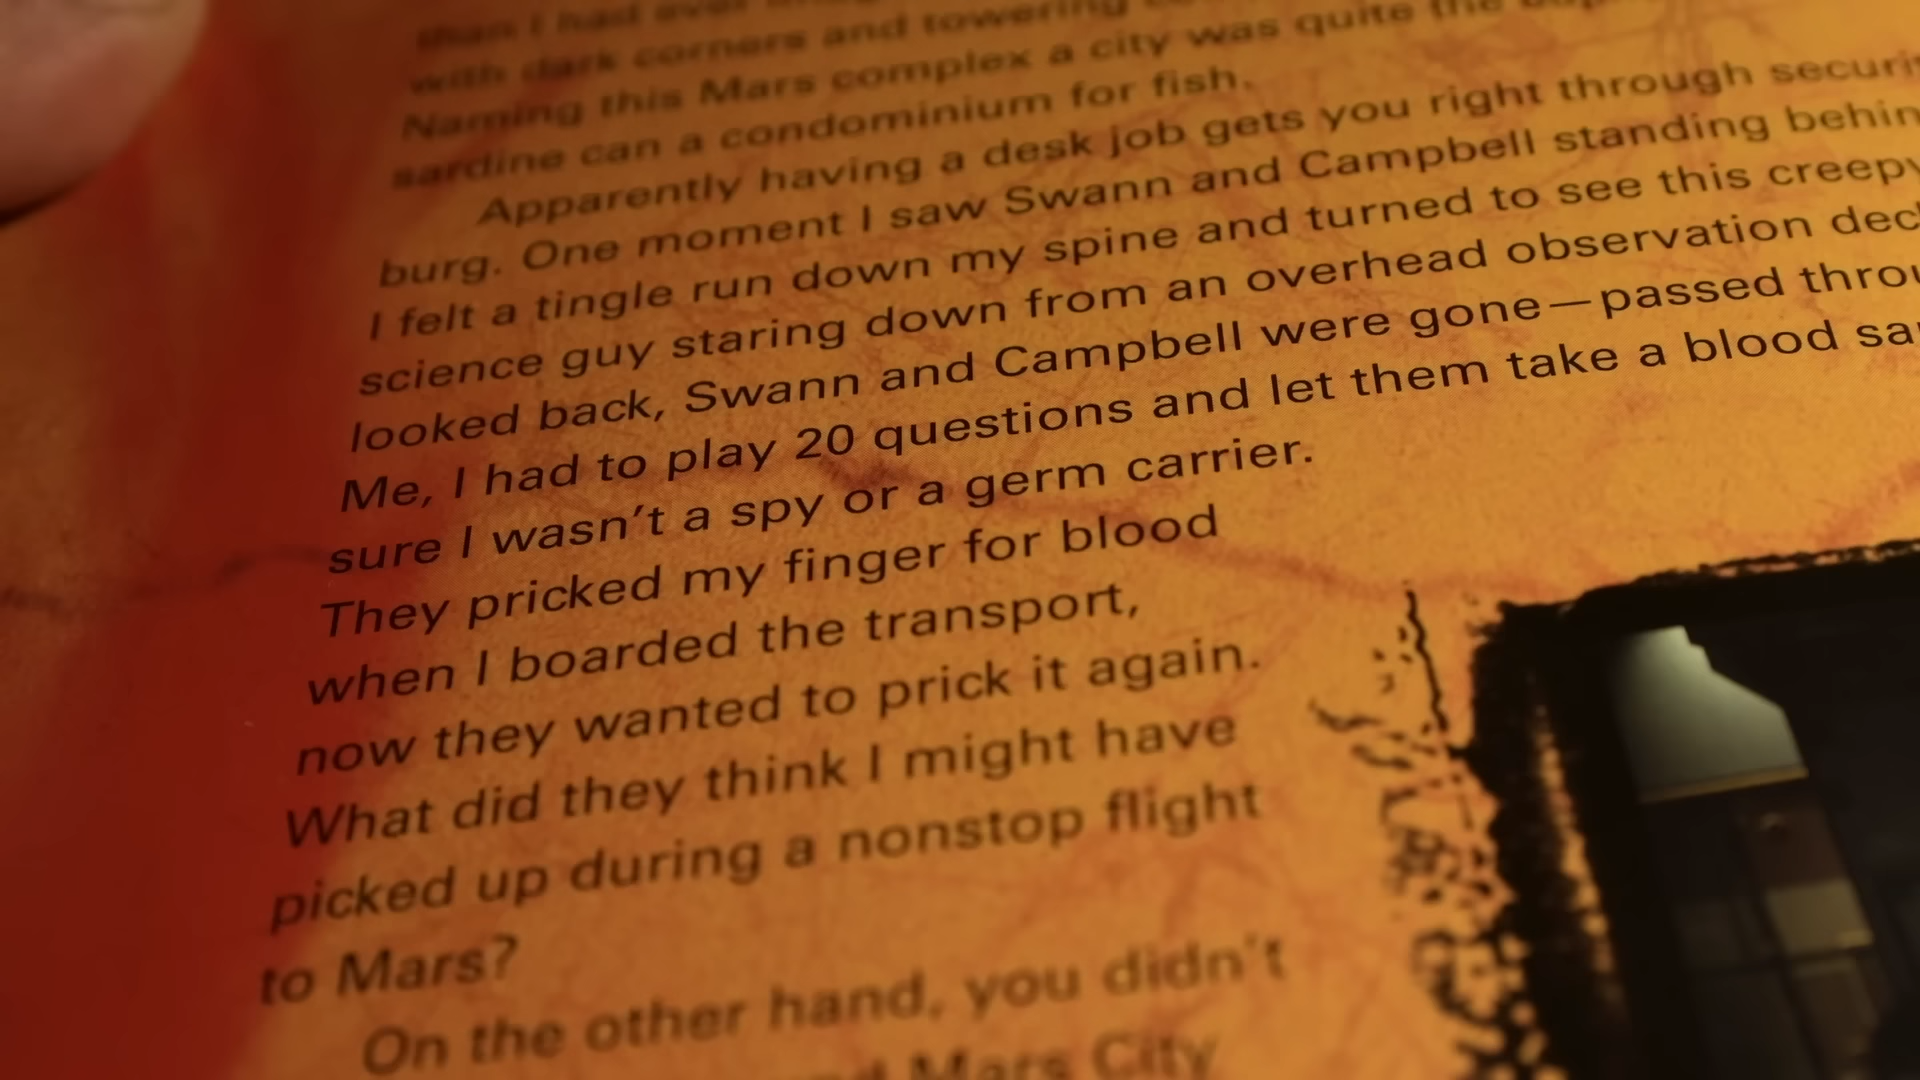 than I had ever
with dark corners and towering
Naming this Mars complex a city was quite the
sardine can a condominium for fish.
Apparently having a desk job gets you right through
burg. One moment I saw Swann and Campbell standing
I felt a tingle run down my spine and turned to see this creepy
science guy staring down from an overhead observation
looked back, Swann and Campbell were gone—passed
Me, I had to play 20 questions and let them take a blood
sure I wasn't a spy or a germ carrier.
They pricked my finger for blood
when I boarded the transport,
now they wanted to prick it again.
What did they think I might have
picked up during a nonstop flight
to Mars?
On the other hand, you didn't
Mars City